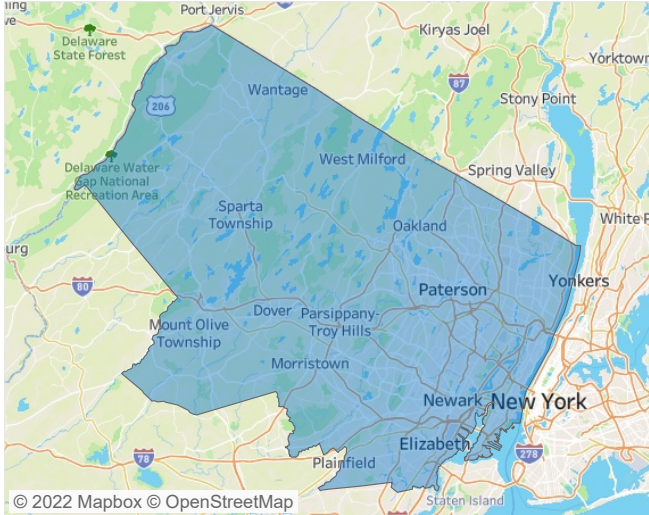 ning
ve
Port Jervis
Delaware
State Forest
Kiryas Joel
Yorktown
87
Wantage
206
Stony Point
West Milford
Delaware Water
Gap National
Recreation Area
Spring Valley
Sparta
Township
Oakland
White P
urg
80
Paterson
Yonkers
Dover
Parsippany-
Troy Hills
Mount Olive
Township
Morristown
Newark
New York
Elizabeth
78
Plainfield
278
Staten Island
© 2022 Mapbox © OpenStreetMap